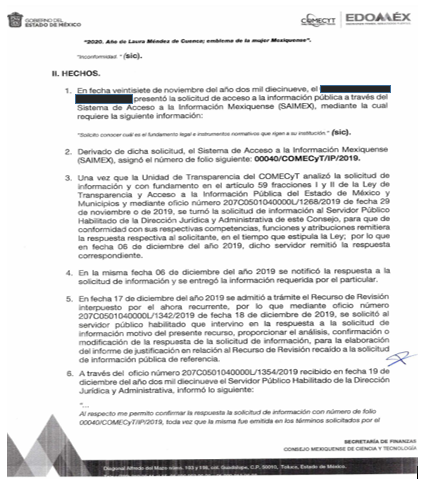 GOBIERNO DEL
ESTADO DE MÉXICO
COMECYT
EDOMÉX
"2020. Año de Laura Méndez de Cuenca; emblema de la mujer Mexiquense".
"Inconformidad: " (sic).
II. HECHOS.
1. En fecha veintisiete de noviembre del año dos mil diecinueve, el
presentó la solicitud de acceso a la información pública a través del
Sistema de Acceso a la Información Mexiquense (SAIMEX), mediante la cual
requiere la siguiente información:
"Solicito conocer cuál es el fundamento legal e instrumentos normativos que rigen a su institución." (sic).
2. Derivado de dicha solicitud, el Sistema de Acceso a la Información Mexiquense
(SAIMEX), asignó el número de folio siguiente: 00040/COMECyT/IP/2019.
3. Una vez que la Unidad de Transparencia del COMECyT analizó la solicitud de
información y con fundamento en el artículo 59 fracciones I y II de la Ley de
Transparencia y Acceso a la Información Pública del Estado de México y
Municipios y mediante oficio número 207C0501040000L/1268/2019 de fecha 29
de noviembre o de 2019, se turnó la solicitud de información al Servidor Público
Habilitado de la Dirección Jurídica y Administrativa de este Consejo, para que de
conformidad con sus respectivas competencias, funciones y atribuciones remitiera
la respuesta respectiva al solicitante, en el tiempo que estipula la Ley; por lo que
en fecha 06 de diciembre del año 2019, dicho servidor remitió la respuesta
correspondiente.
4. En la misma fecha 06 de diciembre del año 2019 se notificó la respuesta a la
solicitud de información y se entregó la información requerida por el particular.
5. En fecha 17 de diciembre del año 2019 se admitió a trámite el Recurso de Revisión
interpuesto por el ahora recurrente, por lo que mediante oficio número
207C0501040000L/1342/2019 de fecha 18 de diciembre de 2019, se solicitó al
servidor público habilitado que intervino en la respuesta a la solicitud de
información motivo del presente recurso, proporcionar el análisis, confirmación o
modificación de la respuesta de la solicitud de información, para la elaboración
del informe de justificación en relación al Recurso de Revisión recaído a la solicitud
de información pública de referencia.
6. A través del oficio número 207C0501040000L/1354/2019 recibido en fecha 19 de
diciembre del año dos mil diecinueve el Servidor Público Habilitado de la Dirección
Jurídica y Administrativa, informó lo siguiente:
"....
Al respecto me permito confirmar la respuesta la solicitud de información con número de folio
00040/COMECyT/IP/2019, toda vez que la misma fue emitida en los términos solicitados por el
SECRETARÍA DE FINANZAS
CONSEJO MEXIQUENSE DE CIENCIA Y TECNOLOGÍA
Diagonal Alfredo del Mazo núms. 198 y col. Guadalupe, C.P. 50010, Toluca, Estado de México.